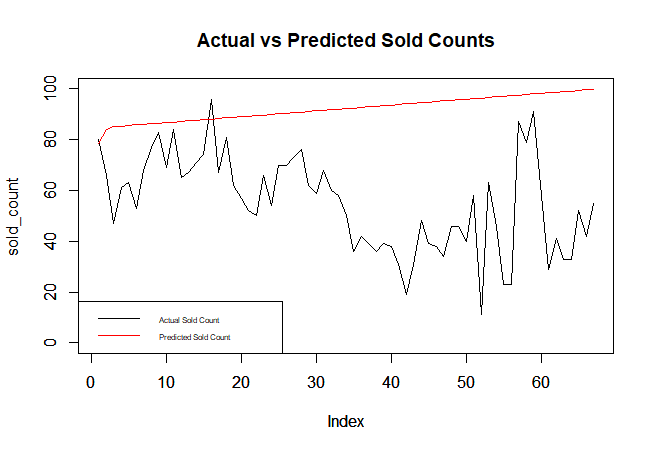 Actual vs Predicted Sold Counts
sold_count
100
80
60
40
20
0
Actual Sold Count
Predicted Sold Count
0 10 20 30 40 50 60
Index